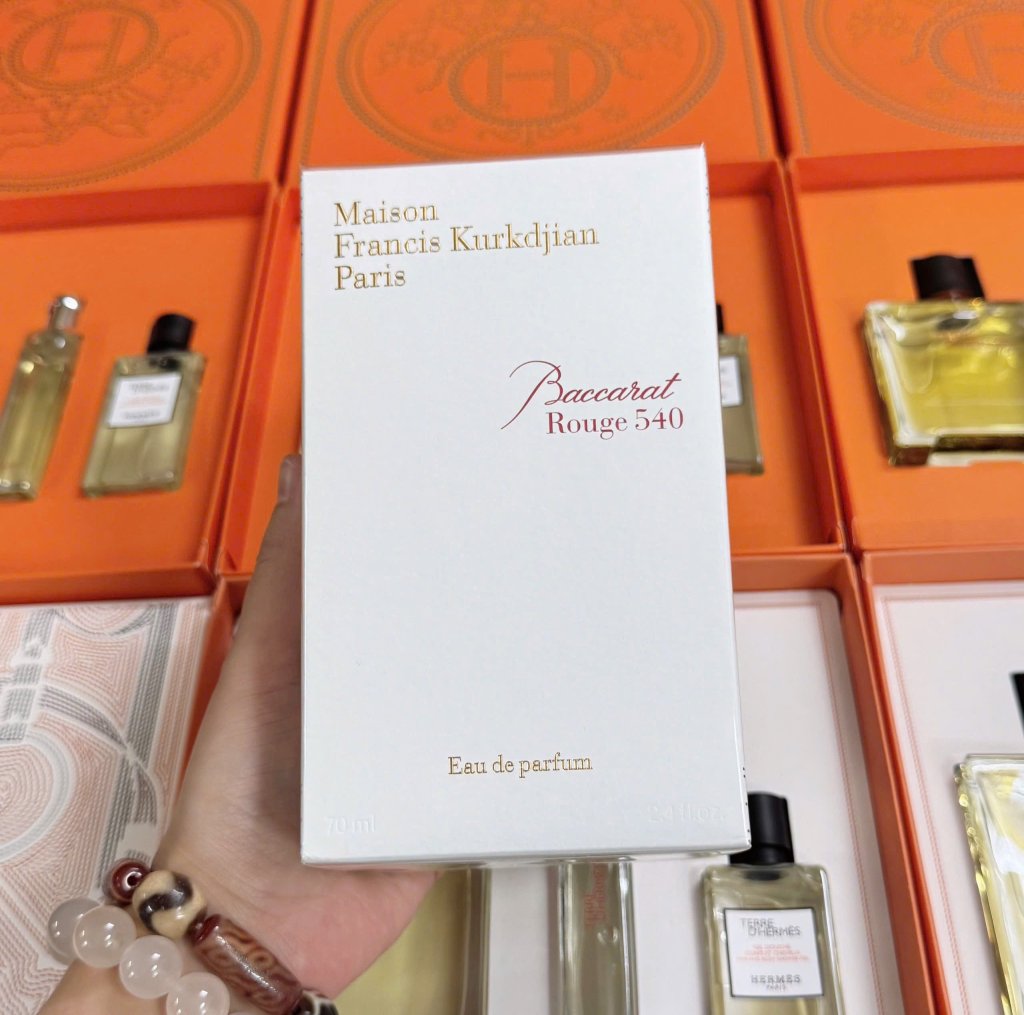 Maison
Francis Kurkdjian
Paris
Baccarat
Rouge 540
Eau de parfum
70 ml
2.4 fl.oz.
H
H
TERRE
D'HERMÈS
HERMÈS
PARIS